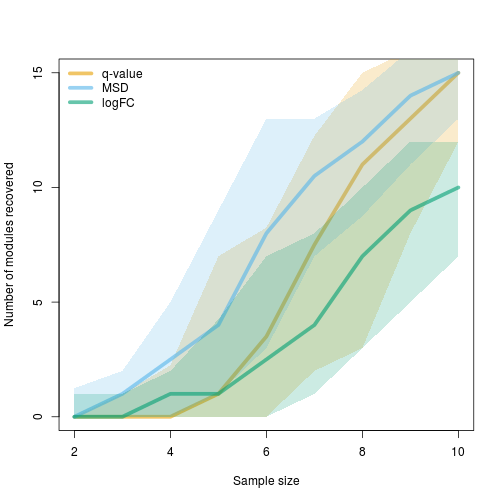 q-value
MSD
logFC
15
10
5
0
2 4 6 8 10
Number of modules recovered
Sample size